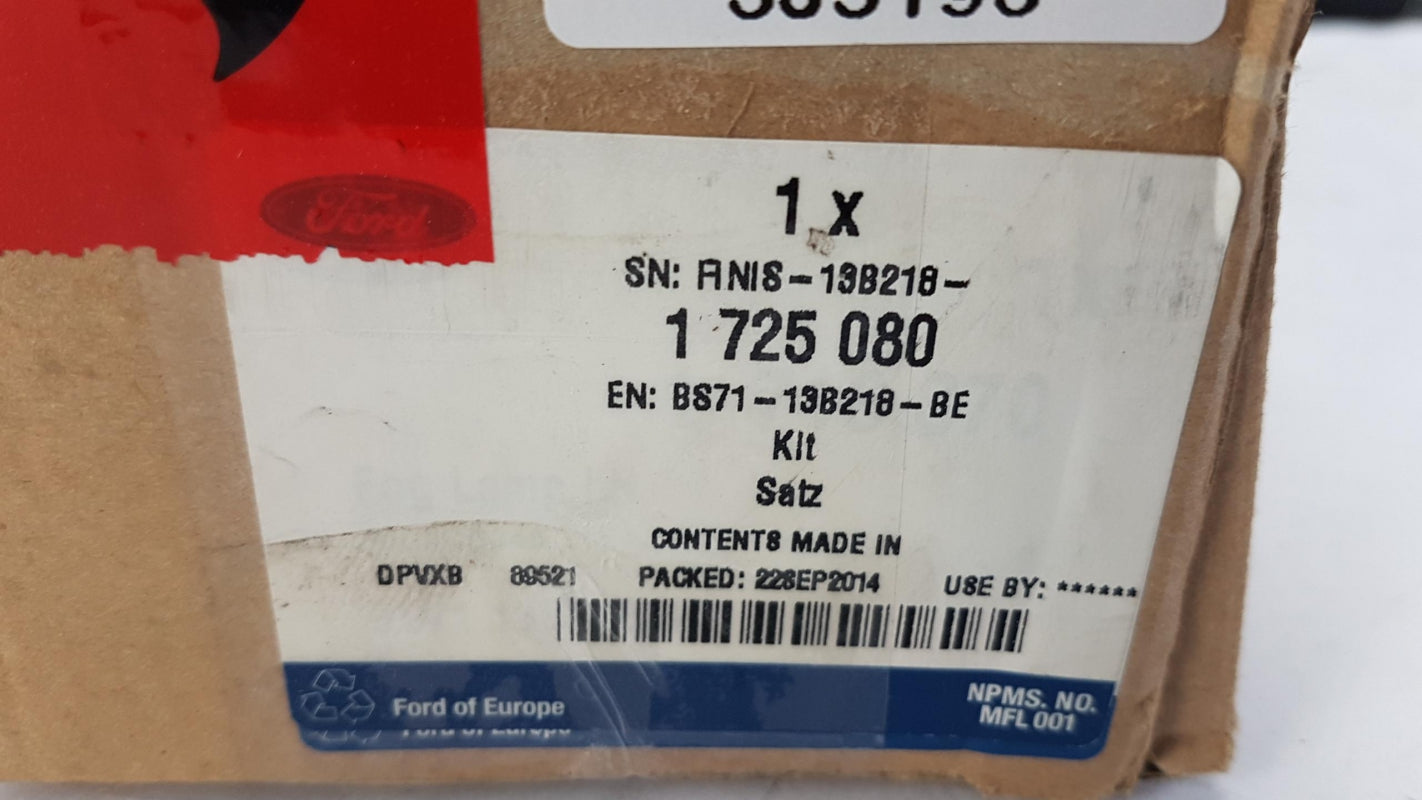 Ford
1 x
SN: FINIS-13B218-
1 725 080
EN: BS71-13B218-BE
Kit
Satz
CONTENTS MADE IN
DPVXB 89521 PACKED: 22SEP2014 USE BY: ******
Ford of Europe
NPMS. NO.
MFL 001